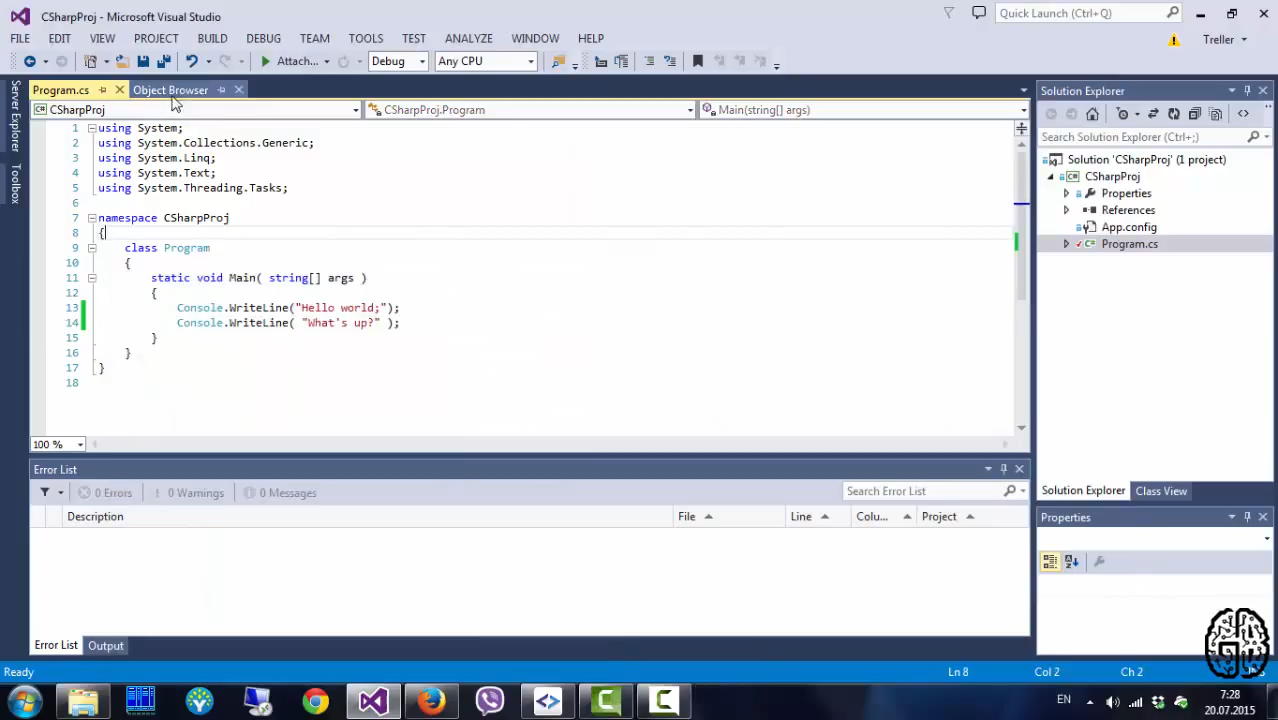 CSharpProj - Microsoft Visual Studio
Quick Launch (Ctrl+Q)
FILE EDIT VIEW PROJECT BUILD DEBUG TEAM TOOLS TEST ANALYZE WINDOW HELP
Treller
Attach... Debug Any CPU
Server Explorer
Toolbox
Program.cs Object Browser
CSharpProj CSharpProj.Program Main(string[] args)
1 using System;
2 using System.Collections.Generic;
3 using System.Linq;
4 using System.Text;
5 using System.Threading.Tasks;
6
7 namespace CSharpProj
8 {
9 class Program
10 {
11 static void Main( string[] args )
12 {
13 Console.WriteLine("Hello world;");
14 Console.WriteLine( "What's up?" );
15 }
16 }
17 }
18
100 %
Error List
0 Errors 0 Warnings 0 Messages Search Error List
Description File Line Colu... Project
Error List Output
Solution Explorer
Search Solution Explorer (Ctrl+;)
Solution 'CSharpProj' (1 project)
CSharpProj
Properties
References
App.config
Program.cs
Solution Explorer Class View
Properties
Ready Ln 8 Col 2 Ch 2
EN 7:28
20.07.2015